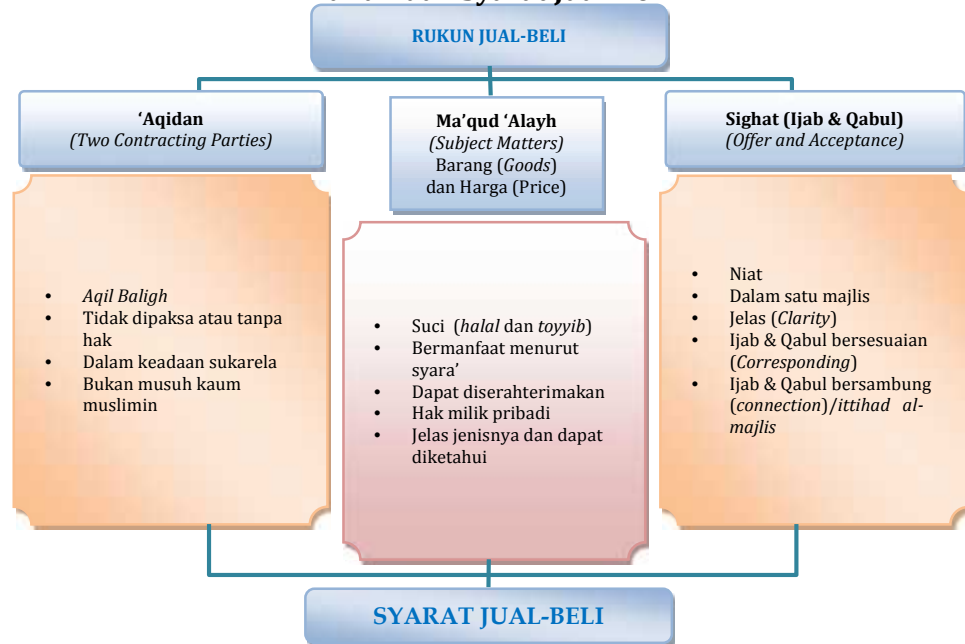 RUKUN JUAL-BELI
‘Aqidan
(Two Contracting Parties)
Ma’qud ‘Alayh
(Subject Matters)
Barang (Goods)
dan Harga (Price)
Sighat (Ijab & Qabul)
(Offer and Acceptance)
• Aqil Baligh
• Tidak dipaksa atau tanpa
hak
• Dalam keadaan sukarela
• Bukan musuh kaum
muslimin
• Suci (halal dan toyyib)
• Bermanfaat menurut
syara’
• Dapat diserahterimakan
• Hak milik pribadi
• Jelas jenisnya dan dapat
diketahui
• Niat
• Dalam satu majlis
• Jelas (Clarity)
• Ijab & Qabul bersesuaian
(Corresponding)
• Ijab & Qabul bersambung
(connection)/ittihad al-
majlis
SYARAT JUAL-BELI